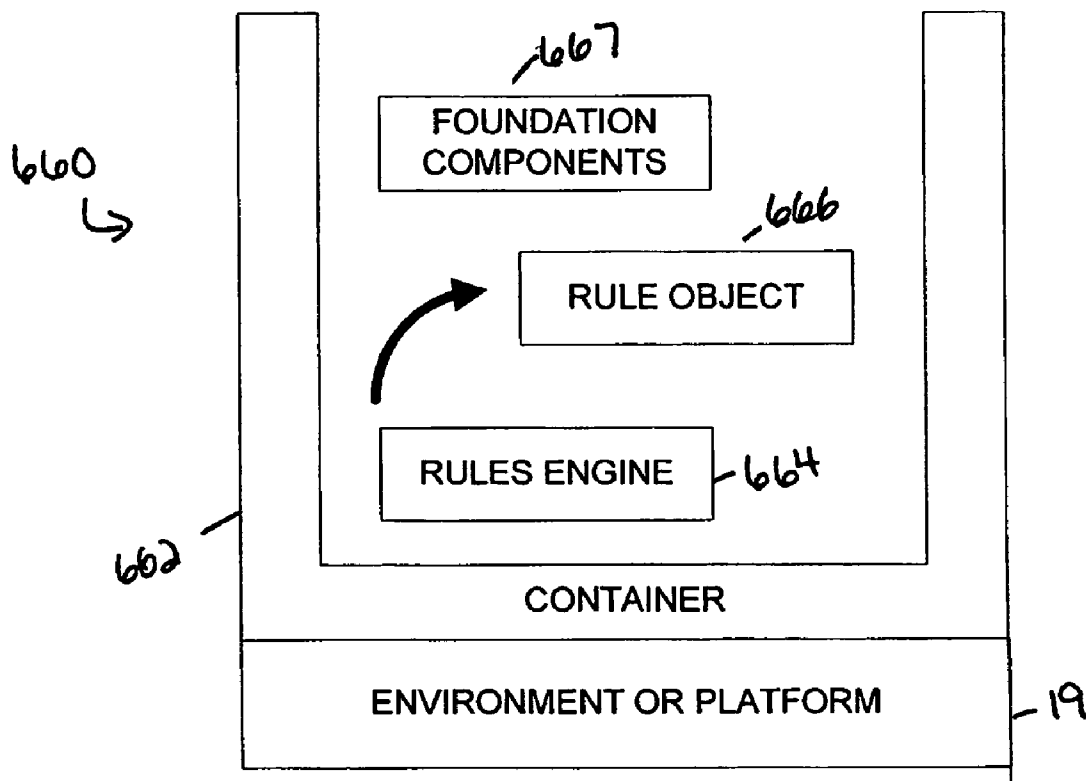 667
FOUNDATION
COMPONENTS
660
666
RULE OBJECT
RULES ENGINE
664
662
CONTAINER
ENVIRONMENT OR PLATFORM
19